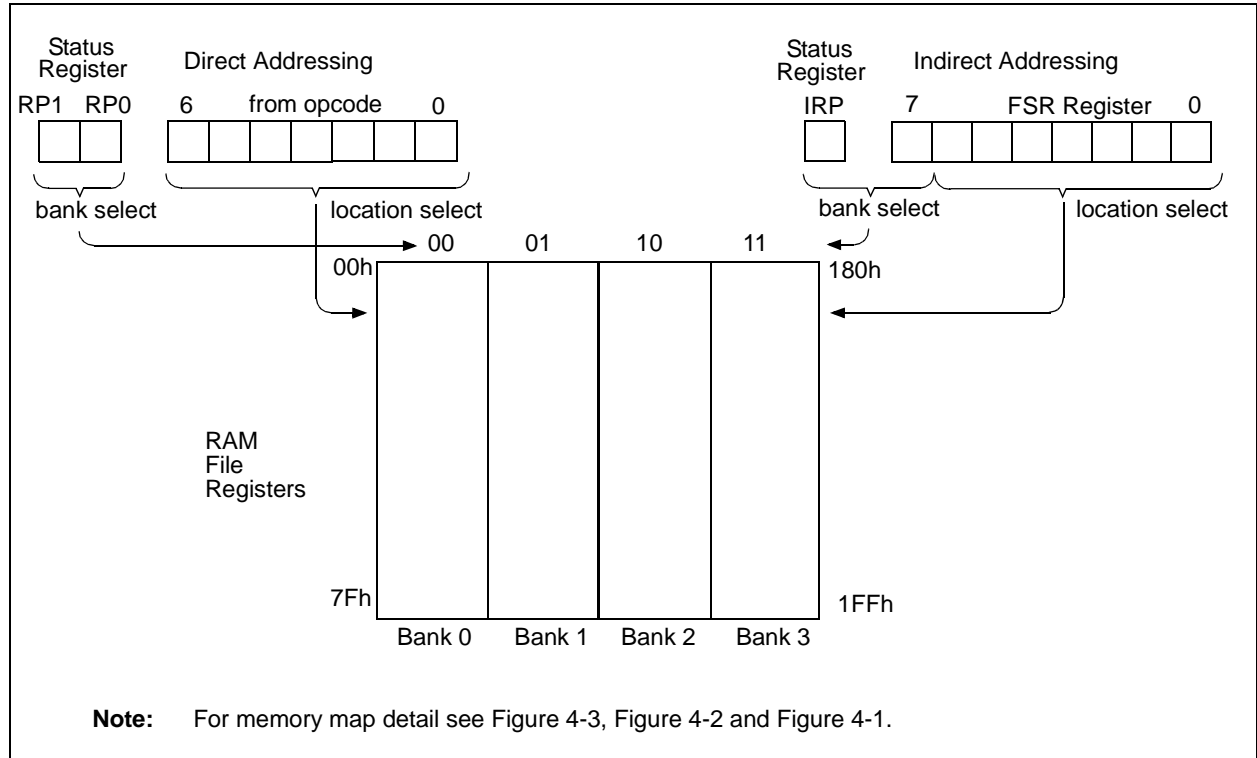 Status
Register
Direct Addressing
RP1 RP0
6 from opcode 0
bank select
location select
Status
Register
Indirect Addressing
IRP
7 FSR Register 0
bank select
location select
00 01 10 11
00h
180h
RAM
File
Registers
7Fh
1FFh
Bank 0 Bank 1 Bank 2 Bank 3
Note: For memory map detail see Figure 4-3, Figure 4-2 and Figure 4-1.